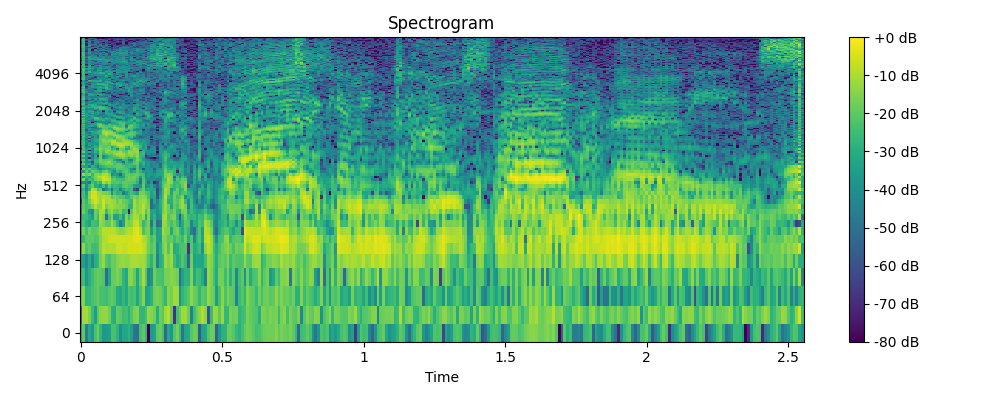 Spectrogram
Hz
4096
2048
1024
512
256
128
64
0
0
0.5
1
1.5
2
2.5
Time
+0 dB
-10 dB
-20 dB
-30 dB
-40 dB
-50 dB
-60 dB
-70 dB
-80 dB